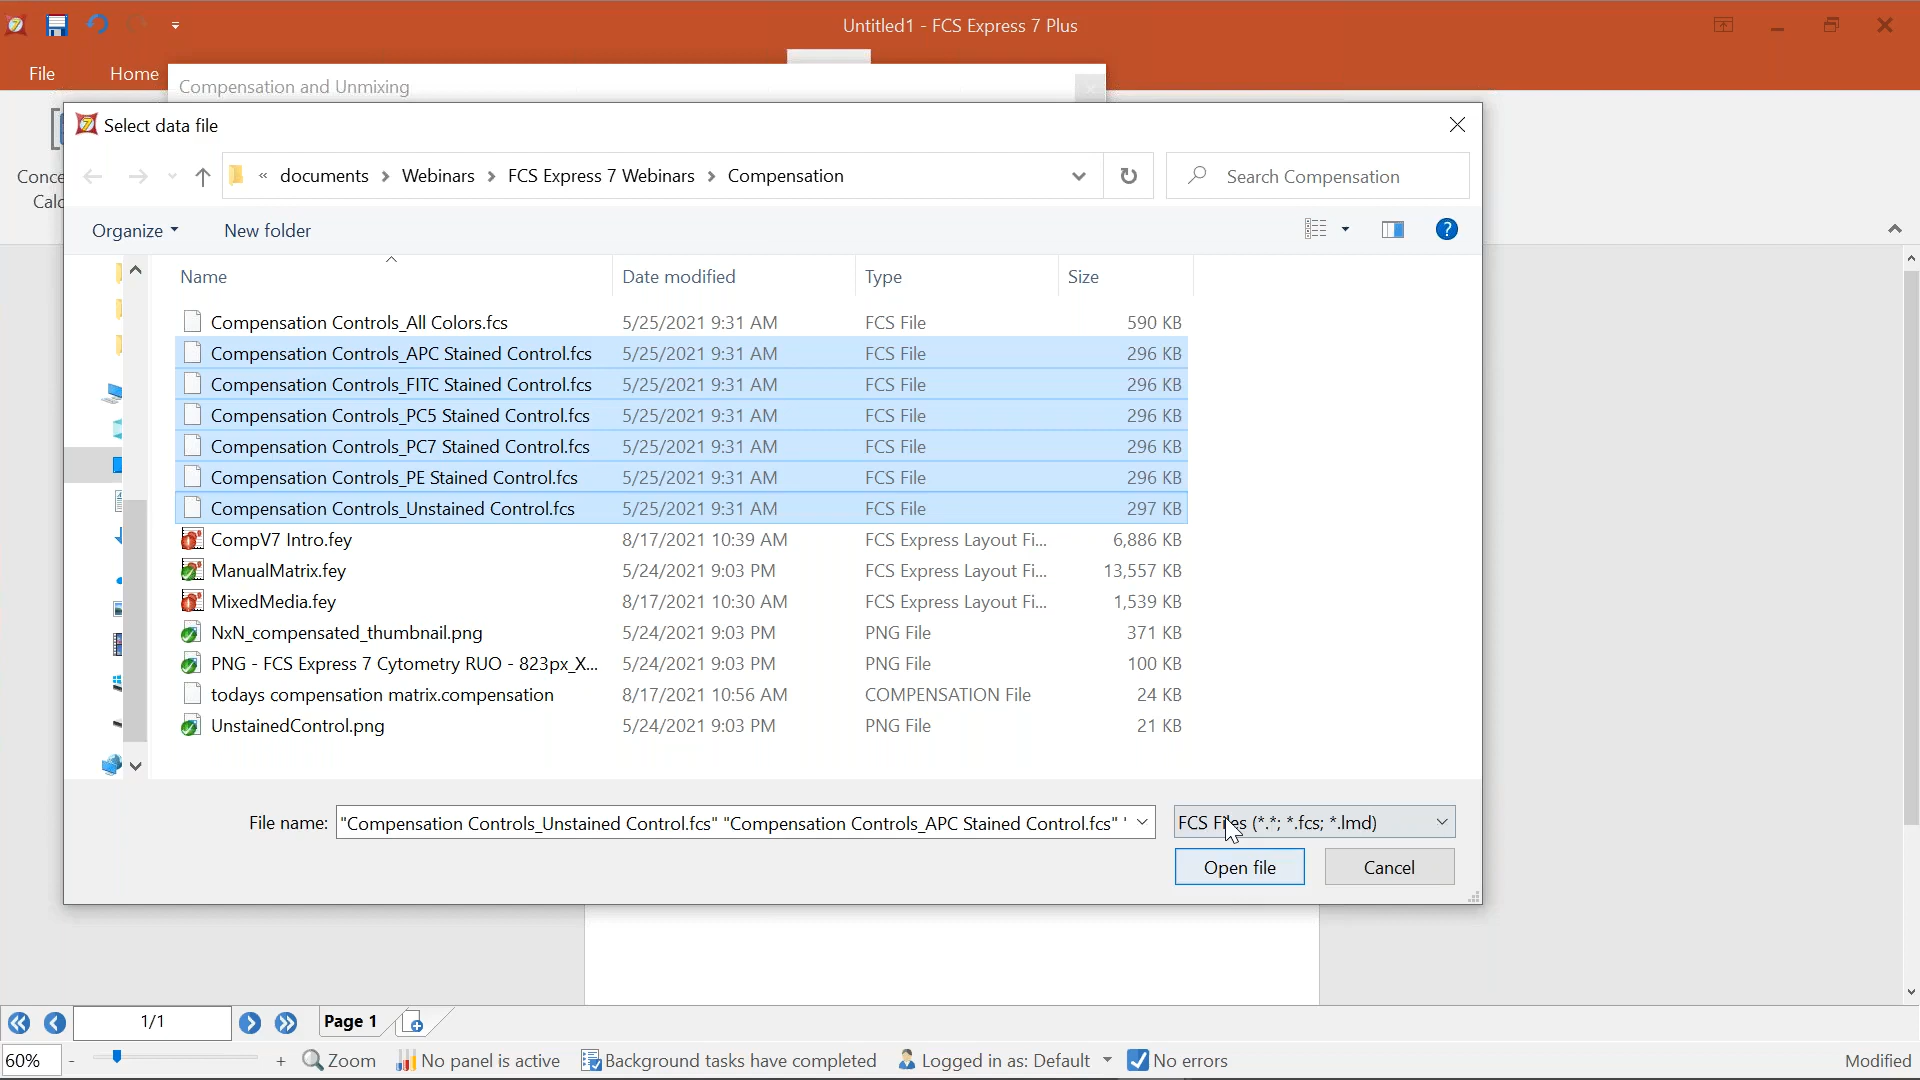 Untitled1 - FCS Express 7 Plus
File Home
Compensation and Unmixing
Select data file
Conce
Calc
« documents › Webinars › FCS Express 7 Webinars › Compensation
Search Compensation
Organize New folder
Name Date modified Type Size
Compensation Controls_All Colors.fcs 5/25/2021 9:31 AM FCS File 590 KB
Compensation Controls_APC Stained Control.fcs 5/25/2021 9:31 AM FCS File 296 KB
Compensation Controls_FITC Stained Control.fcs 5/25/2021 9:31 AM FCS File 296 KB
Compensation Controls_PC5 Stained Control.fcs 5/25/2021 9:31 AM FCS File 296 KB
Compensation Controls_PC7 Stained Control.fcs 5/25/2021 9:31 AM FCS File 296 KB
Compensation Controls_PE Stained Control.fcs 5/25/2021 9:31 AM FCS File 296 KB
Compensation Controls_Unstained Control.fcs 5/25/2021 9:31 AM FCS File 297 KB
CompV7 Intro.fey 8/17/2021 10:39 AM FCS Express Layout Fi... 6,886 KB
ManualMatrix.fey 5/24/2021 9:03 PM FCS Express Layout Fi... 13,557 KB
MixedMedia.fey 8/17/2021 10:30 AM FCS Express Layout Fi... 1,539 KB
NxN_compensated_thumbnail.png 5/24/2021 9:03 PM PNG File 371 KB
PNG - FCS Express 7 Cytometry RUO - 823px_X... 5/24/2021 9:03 PM PNG File 100 KB
todays compensation matrix.compensation 8/17/2021 10:56 AM COMPENSATION File 24 KB
UnstainedControl.png 5/24/2021 9:03 PM PNG File 21 KB
File name: "Compensation Controls_Unstained Control.fcs" "Compensation Controls_APC Stained Control.fcs" ' FCS Files (*.*; *.fcs; *.lmd)
Open file Cancel
1/1 Page 1
60% - + Zoom No panel is active Background tasks have completed Logged in as: Default No errors Modified